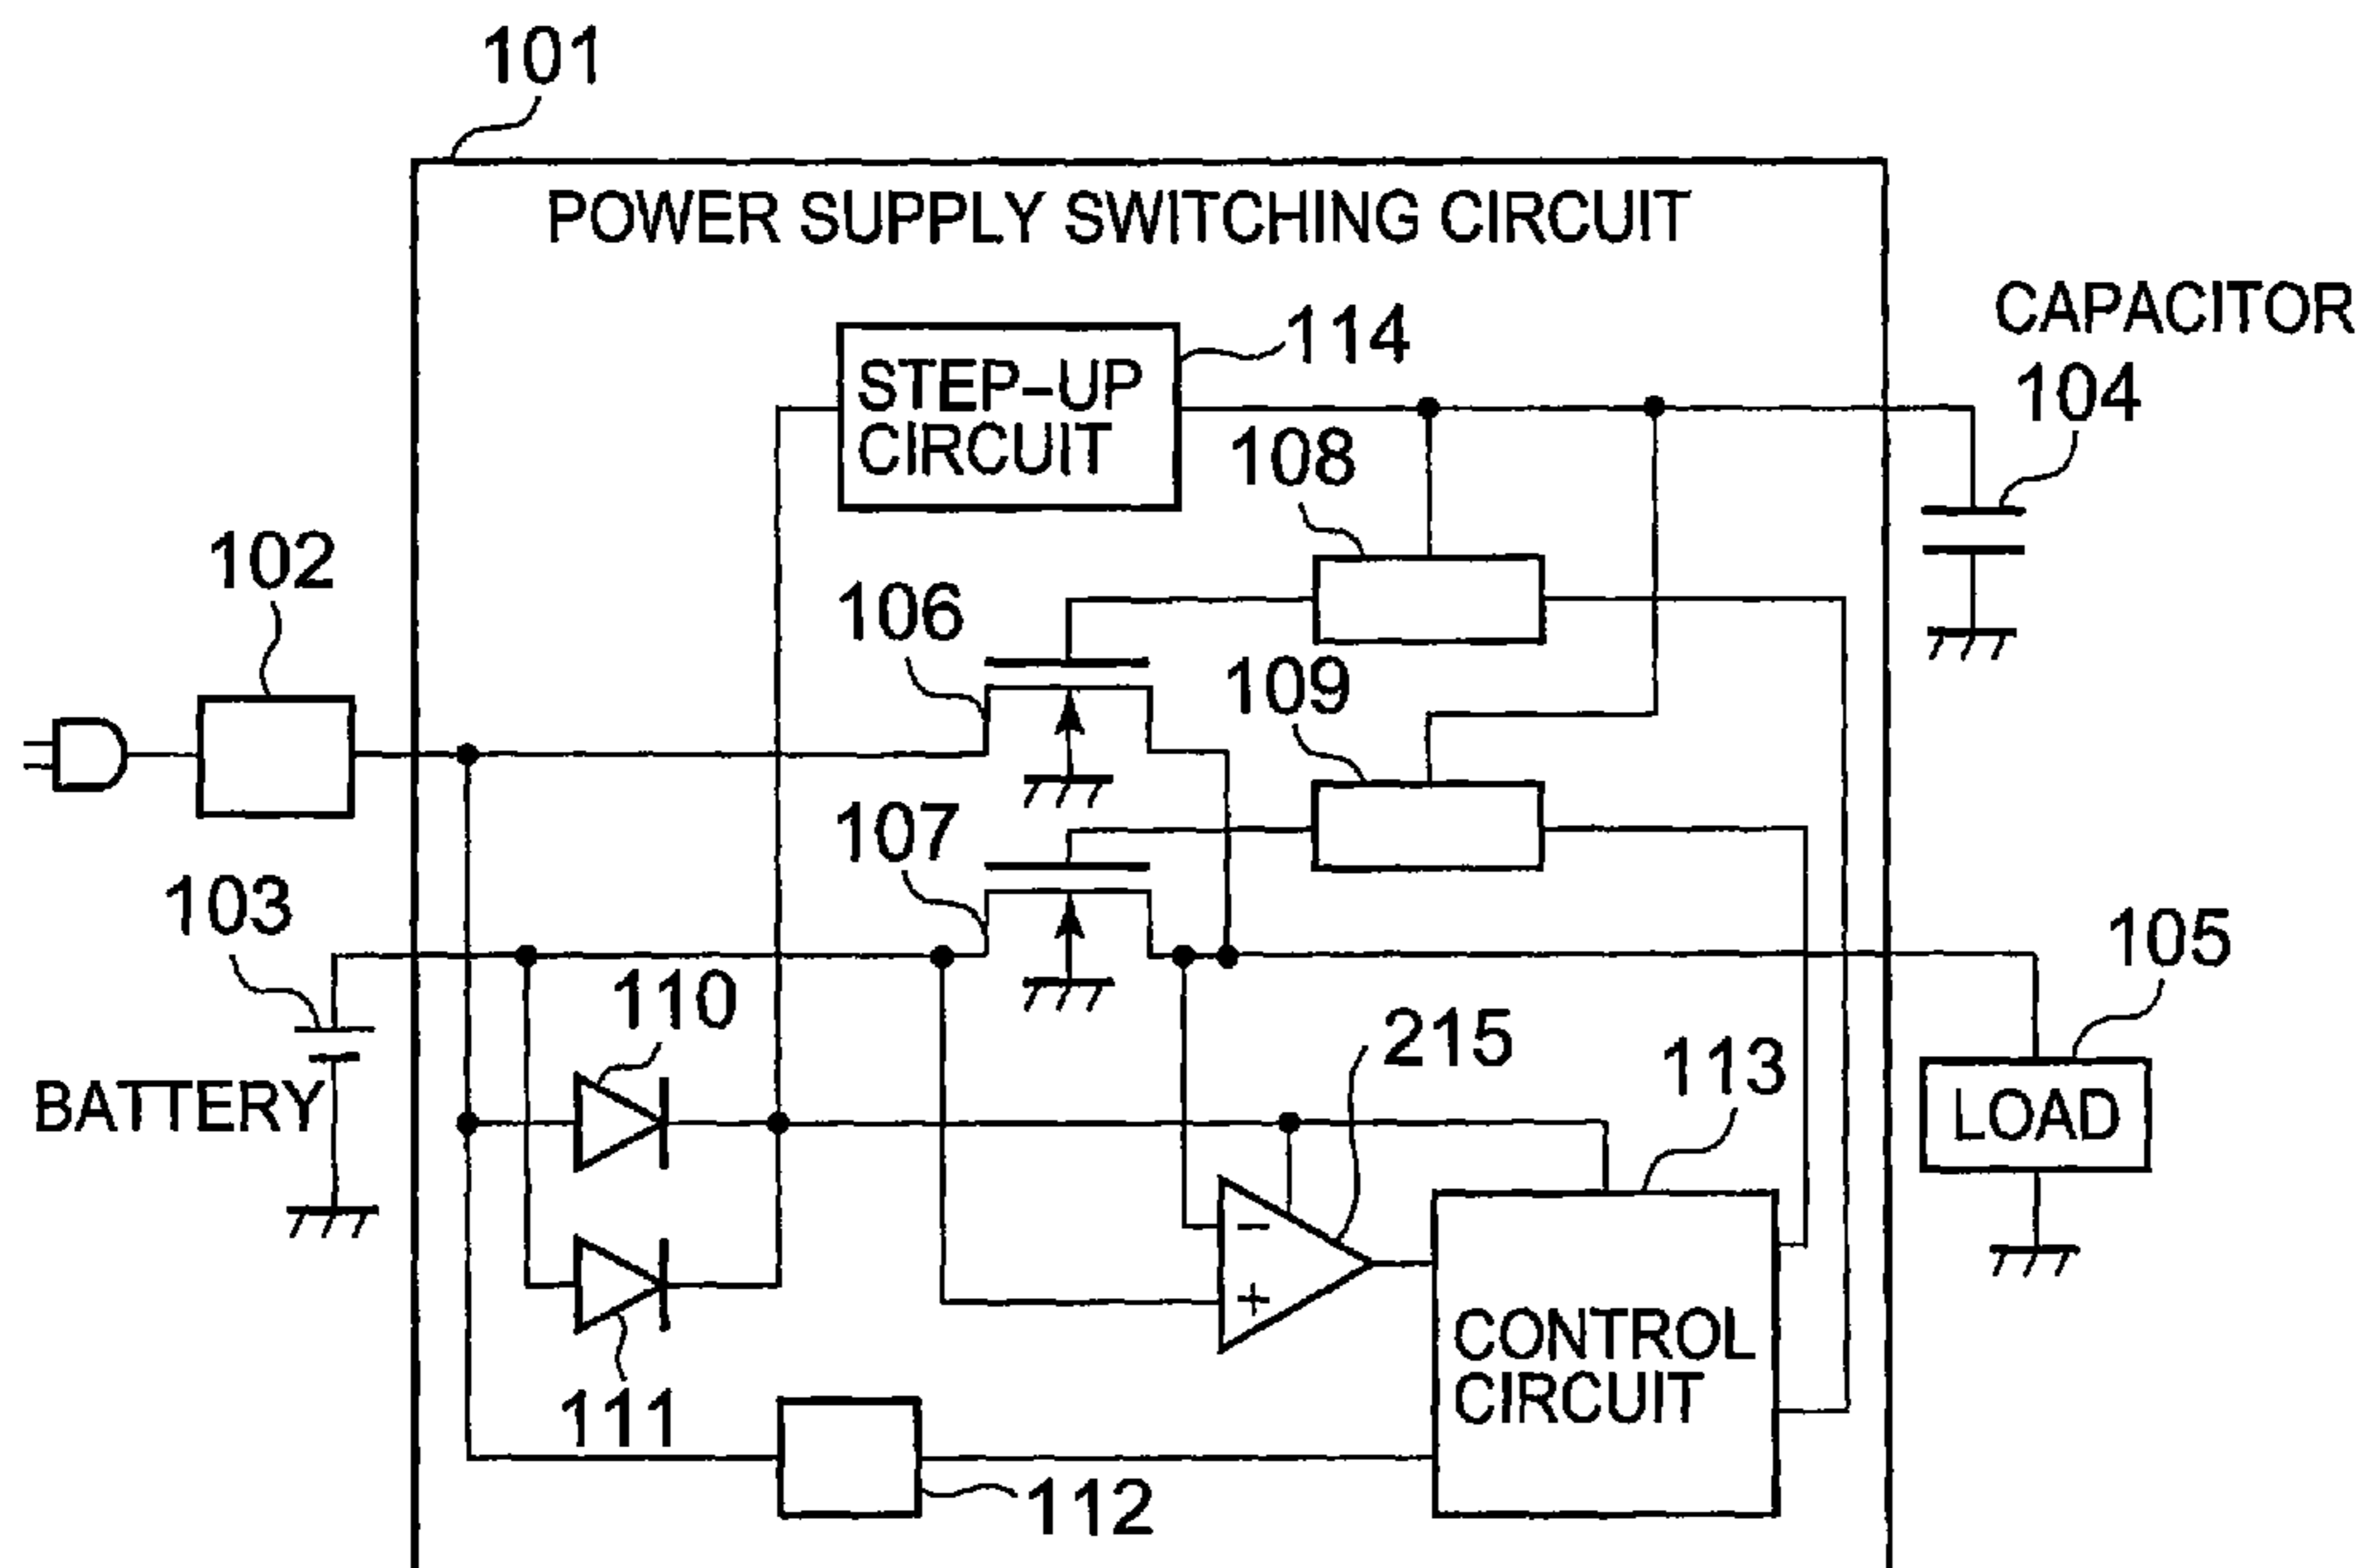 101
POWER SUPPLY SWITCHING CIRCUIT
CAPACITOR
104
114
STEP-UP
CIRCUIT
108
102
106
109
107
103
105
110
215
113
BATTERY
LOAD
−
+
CONTROL
CIRCUIT
111
112